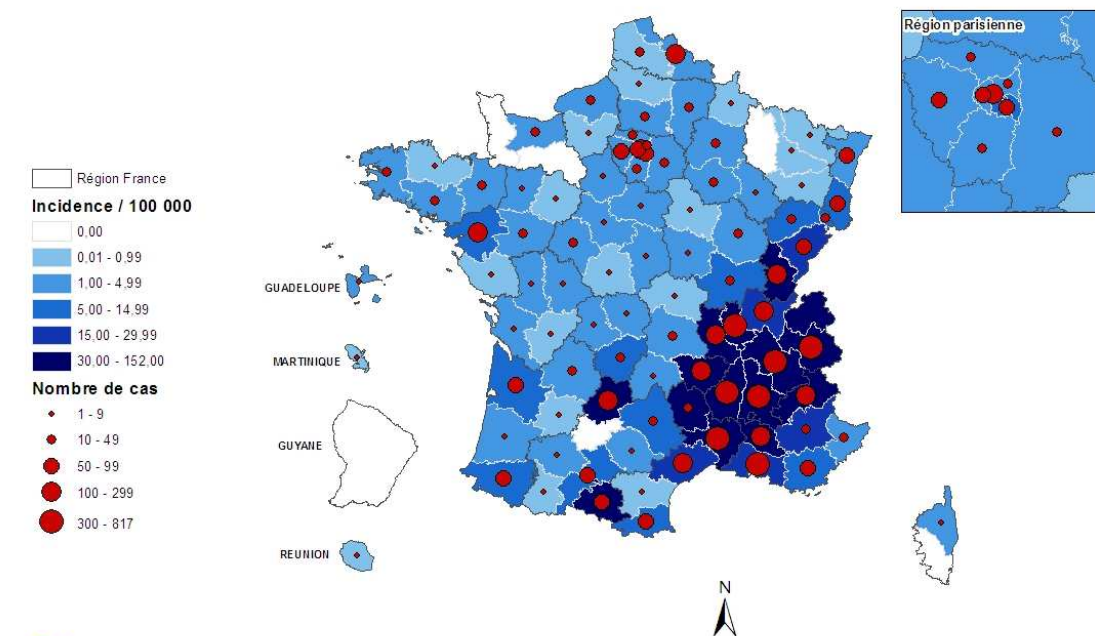 Région parisienne
Région France
Incidence / 100 000
0,00
0,01 - 0,99
1,00 - 4,99
5,00 - 14,99
15,00 - 29,99
30,00 - 152,00
Nombre de cas
1 - 9
10 - 49
50 - 99
100 - 299
300 - 817
GUADELOUPE
MARTINIQUE
GUYANE
REUNION
N